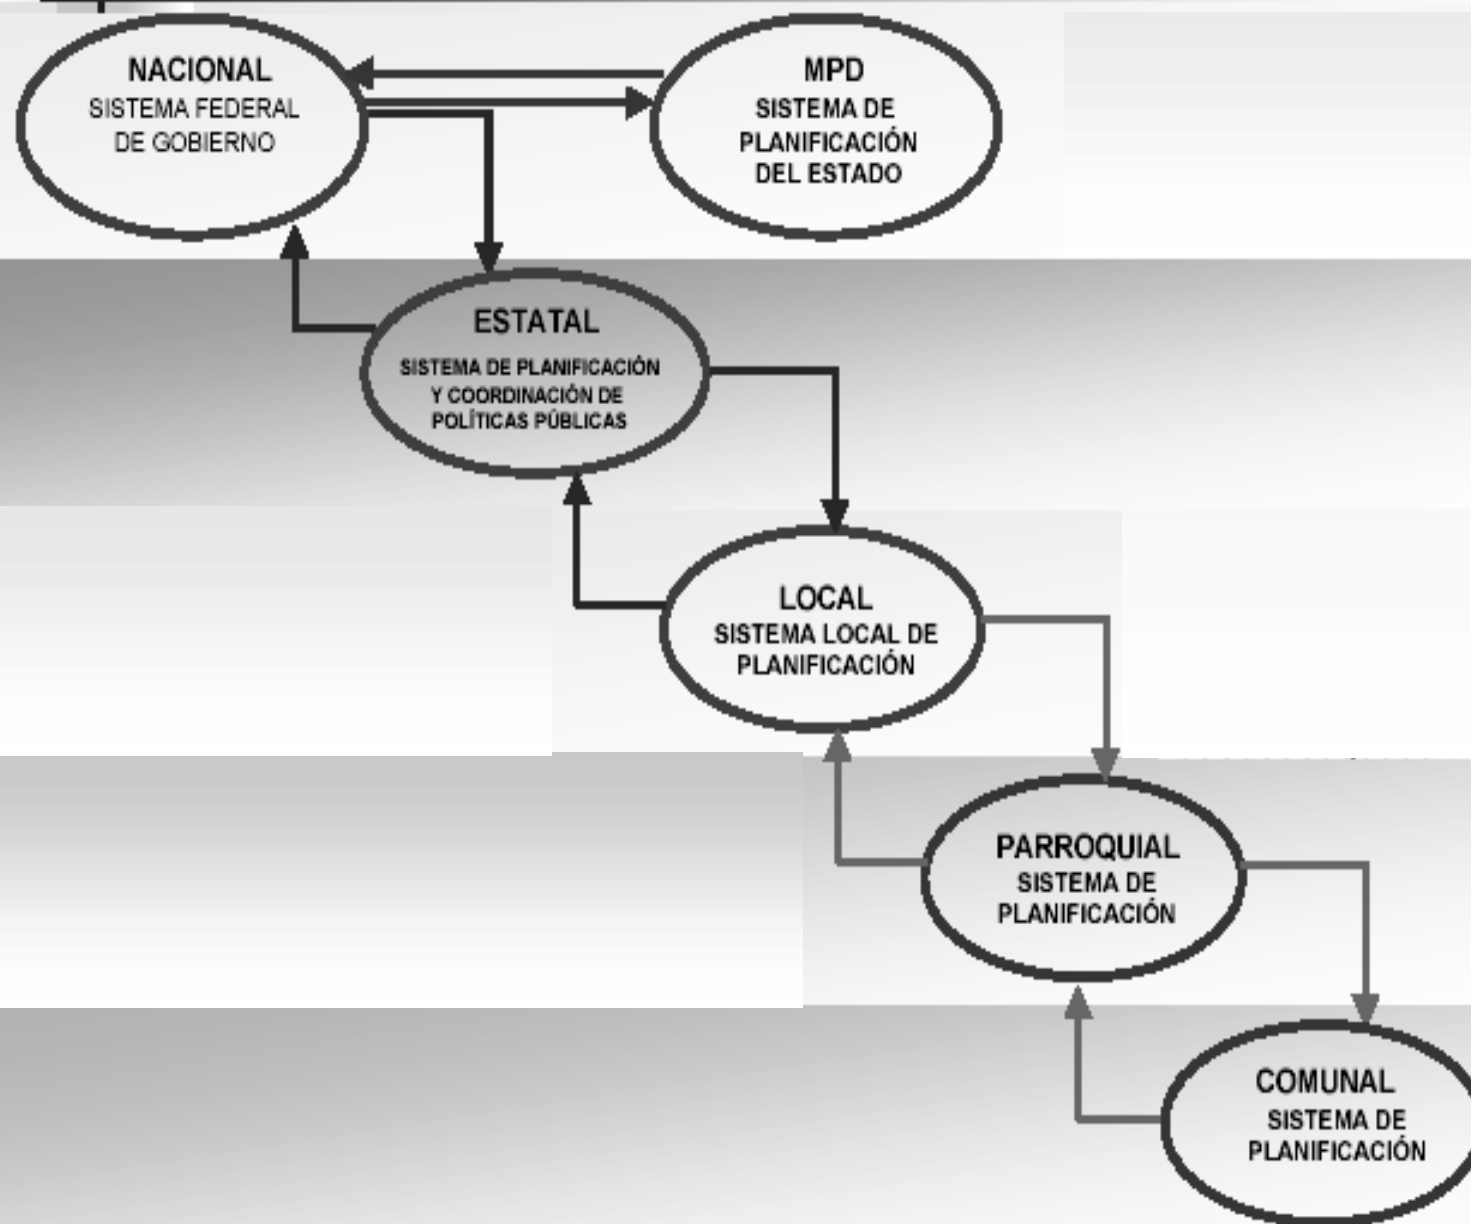 NACIONAL
SISTEMA FEDERAL
DE GOBIERNO
MPD
SISTEMA DE
PLANIFICACIÓN
DEL ESTADO
ESTATAL
SISTEMA DE PLANIFICACIÓN
Y COORDINACIÓN DE
POLÍTICAS PÚBLICAS
LOCAL
SISTEMA LOCAL DE
PLANIFICACIÓN
PARROQUIAL
SISTEMA DE
PLANIFICACIÓN
COMUNAL
SISTEMA DE
PLANIFICACIÓN